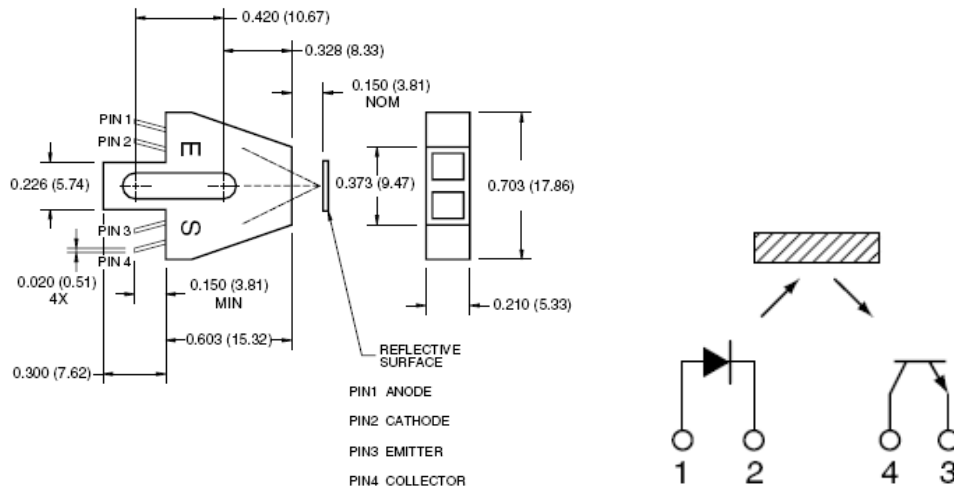 0.420 (10.67)
0.328 (8.33)
0.150 (3.81)
NOM
PIN 1
PIN 2
E
0.226 (5.74)
0.373 (9.47)
0.703 (17.86)
S
PIN 3
PIN 4
0.020 (0.51)
4X
0.150 (3.81)
MIN
0.210 (5.33)
0.603 (15.32)
0.300 (7.62)
REFLECTIVE
SURFACE
PIN1 ANODE
PIN2 CATHODE
PIN3 EMITTER
PIN4 COLLECTOR
1 2 4 3